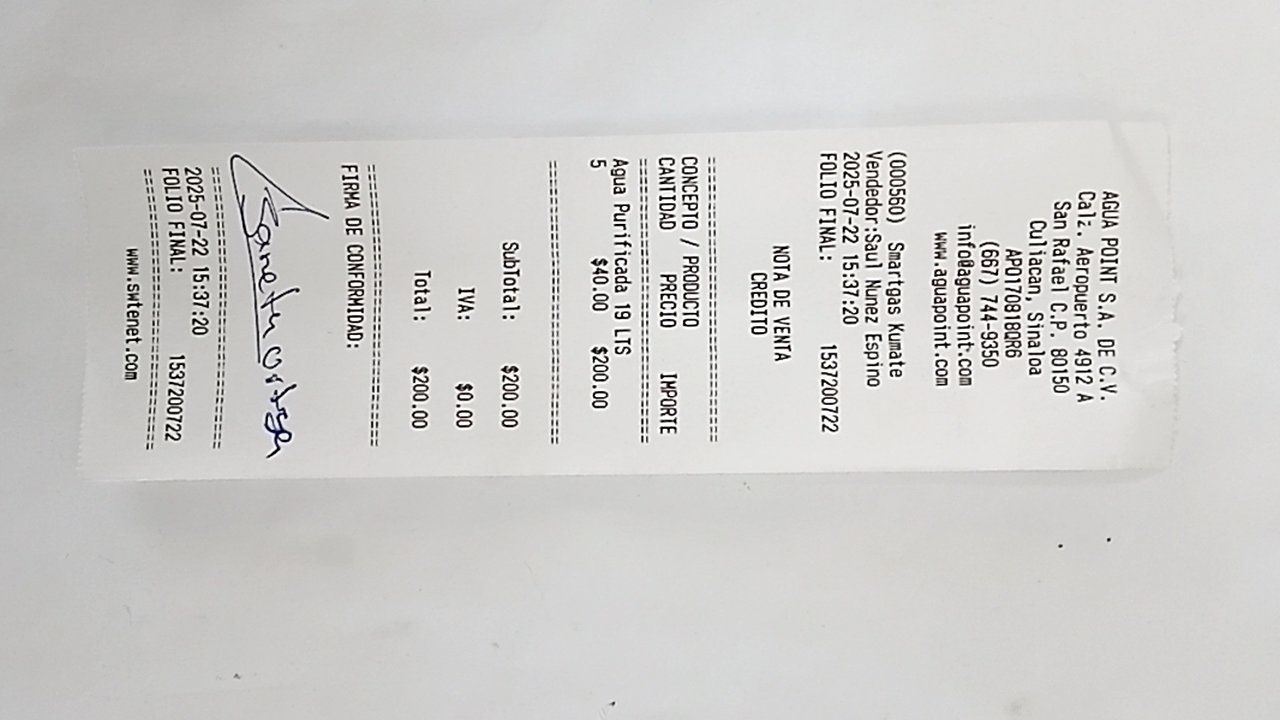 AGUA POINT S.A. DE C.V.
Calz. Aeropuerto 4912 A
San Rafael C.P. 80150
Culiacan, Sinaloa
APO170818QR6
(667) 744-9350
info@aguapoint.com
www.aguapoint.com
(000560) Smartgas Kumate
Vendedor:Saul Nunez Espino
2025-07-22 15:37:20
FOLIO FINAL: 1537200722
NOTA DE VENTA
CREDITO
================================
CONCEPTO / PRODUCTO
CANTIDAD PRECIO IMPORTE
================================
Agua Purificada 19 LTS
5 $40.00 $200.00
================================
SubTotal: $200.00
IVA: $0.00
Total: $200.00
================================
FIRMA DE CONFORMIDAD:
Janeth
================================
2025-07-22 15:37:20
FOLIO FINAL: 1537200722
================================
www.swtenet.com